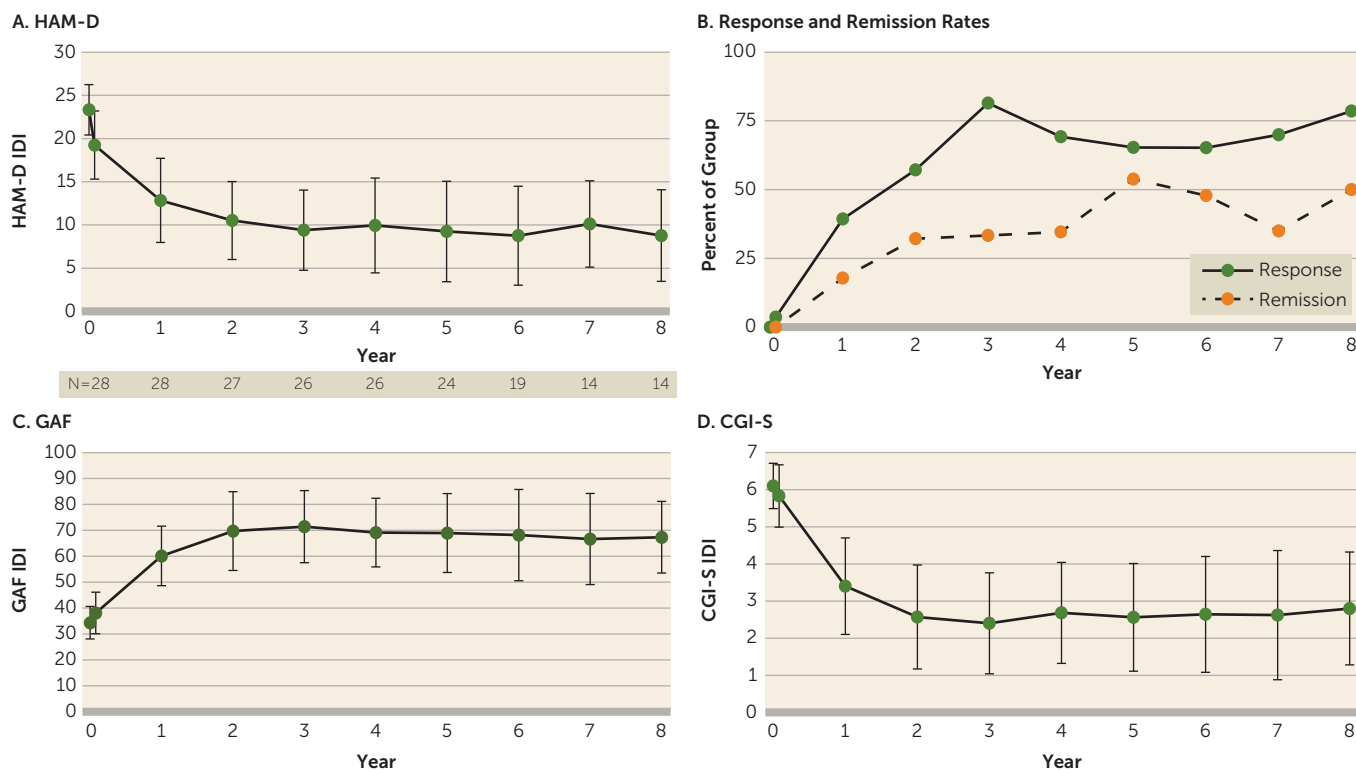 A. HAM-D
30
25
20
15
10
5
0
HAM-D IDI
0 1 2 3 4 5 6 7 8
Year
N=28 28 27 26 26 24 19 14 14
B. Response and Remission Rates
100
75
50
25
0
Percent of Group
Response
Remission
0 1 2 3 4 5 6 7 8
Year
C. GAF
100
90
80
70
60
50
40
30
20
10
0
GAF IDI
0 1 2 3 4 5 6 7 8
Year
D. CGI-S
7
6
5
4
3
2
1
0
CGI-S IDI
0 1 2 3 4 5 6 7 8
Year